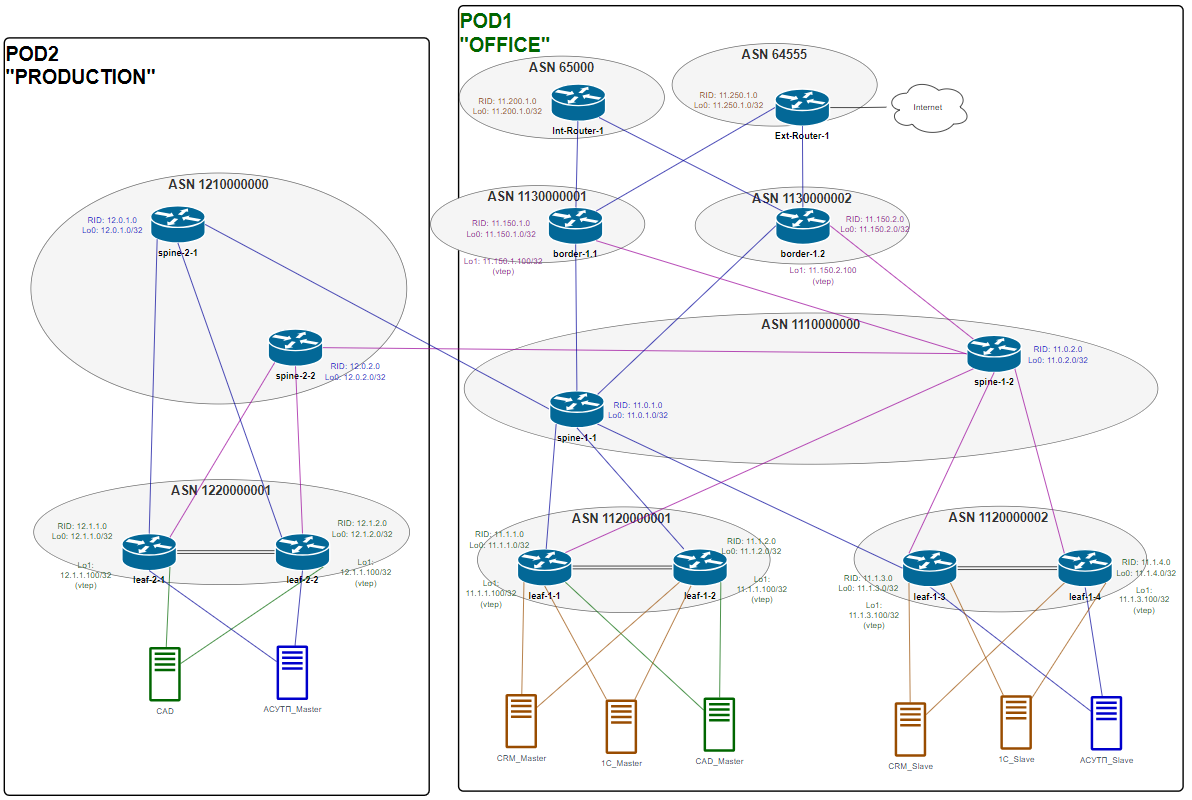 POD2
"PRODUCTION"
ASN 1210000000
RID: 12.0.1.0
Lo0: 12.0.1.0/32
spine-2-1
spine-2-2
RID: 12.0.2.0
Lo0: 12.0.2.0/32
ASN 1220000001
RID: 12.1.1.0
Lo0: 12.1.1.0/32
RID: 12.1.2.0
Lo0: 12.1.2.0/32
Lo1:
12.1.1.100/32
(vtep)
leaf-2-1
leaf-2-2
Lo1:
12.1.1.100/32
(vtep)
CAD
АСУТП_Master
POD1
"OFFICE"
ASN 65000
RID: 11.200.1.0
Lo0: 11.200.1.0/32
Int-Router-1
ASN 64555
RID: 11.250.1.0
Lo0: 11.250.1.0/32
Ext-Router-1
Internet
ASN 1130000001
RID: 11.150.1.0
Lo0: 11.150.1.0/32
border-1.1
Lo1: 11.150.1.100/32
(vtep)
ASN 1130000002
RID: 11.150.2.0
Lo0: 11.150.2.0/32
border-1.2
Lo1: 11.150.2.100
(vtep)
ASN 1110000000
RID: 11.0.2.0
Lo0: 11.0.2.0/32
spine-1-2
RID: 11.0.1.0
Lo0: 11.0.1.0/32
spine-1-1
ASN 1120000001
RID: 11.1.1.0
Lo0: 11.1.1.0/32
RID: 11.1.2.0
Lo0: 11.1.2.0/32
Lo1:
11.1.1.100/32
(vtep)
leaf-1-1
leaf-1-2
Lo1:
11.1.1.100/32
(vtep)
ASN 1120000002
RID: 11.1.3.0
Lo0: 11.1.3.0/32
RID: 11.1.4.0
Lo0: 11.1.4.0/32
Lo1:
11.1.3.100/32
(vtep)
leaf-1-3
leaf-1-4
Lo1:
11.1.3.100/32
(vtep)
CRM_Master
1C_Master
CAD_Master
CRM_Slave
1C_Slave
АСУТП_Slave